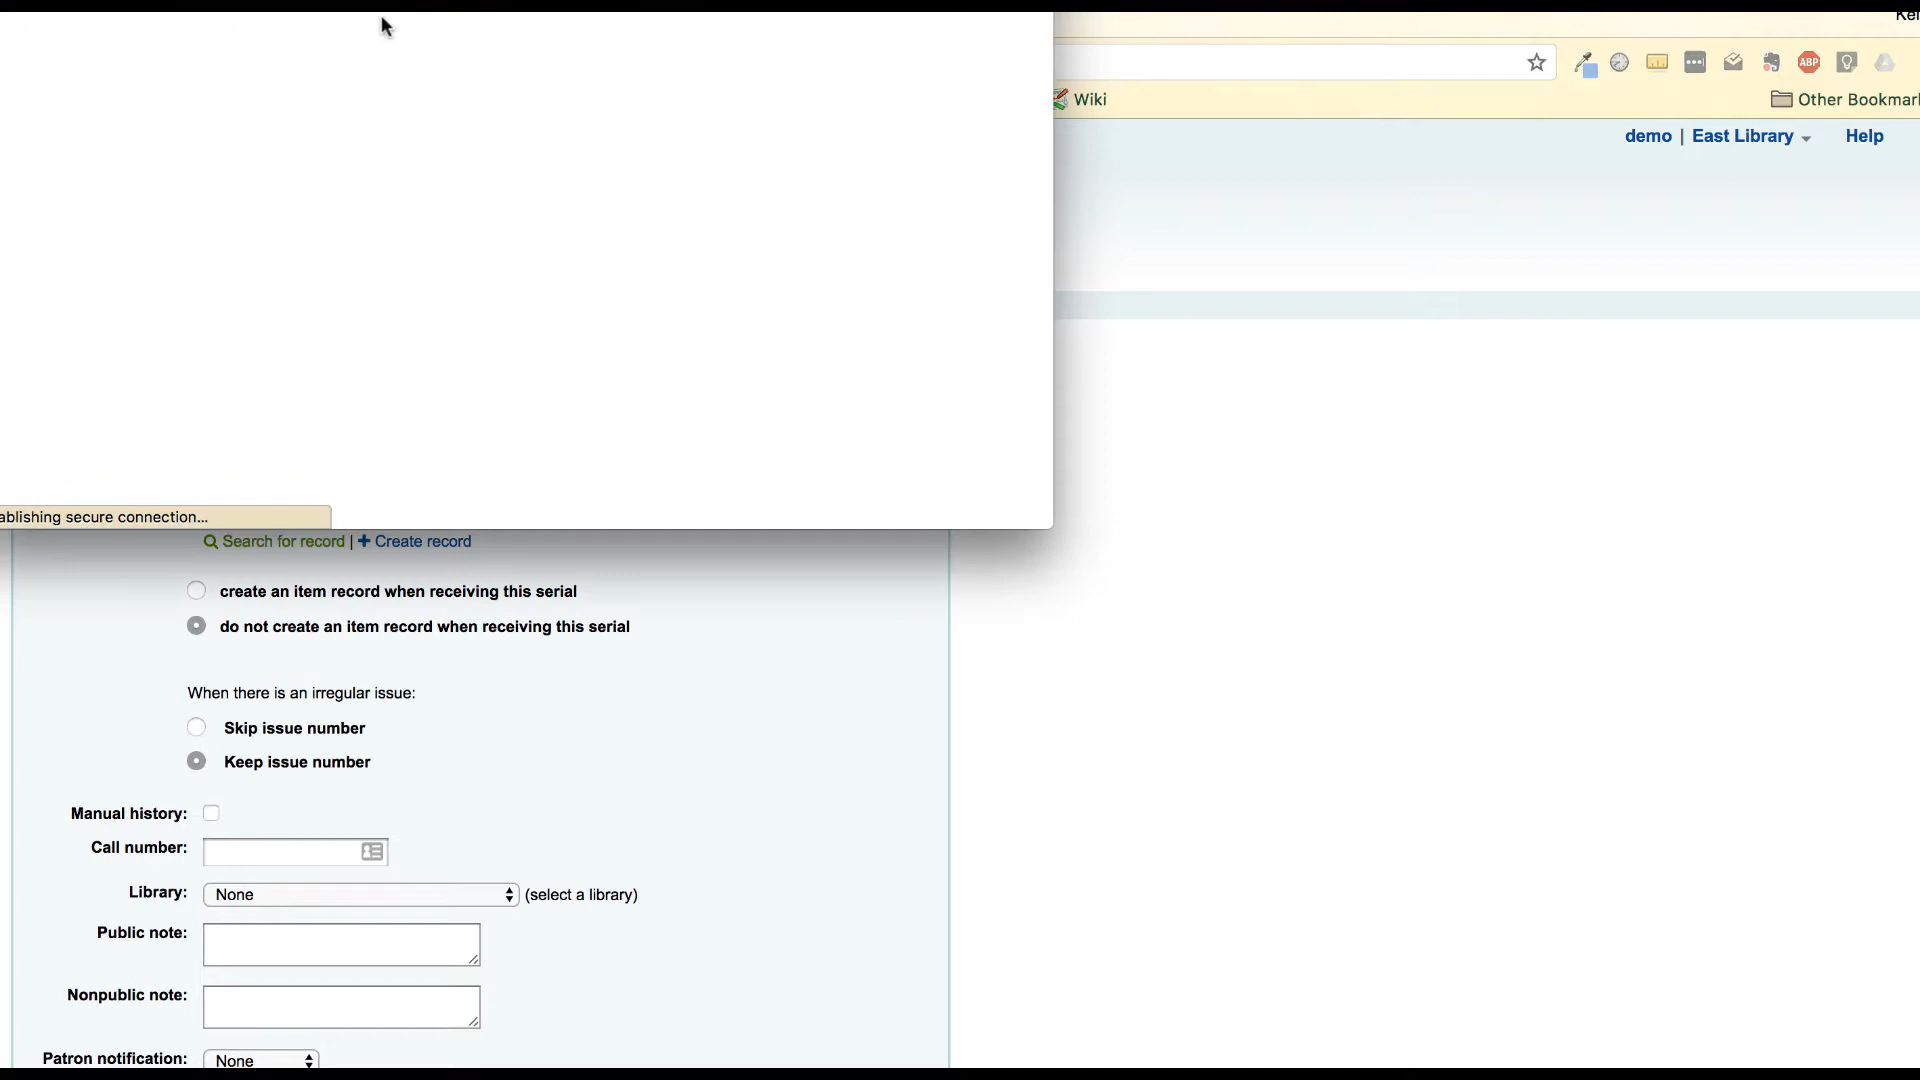 Wiki
Other Bookmar
demo | East Library
Help
ablishing secure connection...
Search for record | + Create record
create an item record when receiving this serial
do not create an item record when receiving this serial
When there is an irregular issue:
Skip issue number
Keep issue number
Manual history:
Call number:
Library: None (select a library)
Public note:
Nonpublic note:
Patron notification: None
ABP